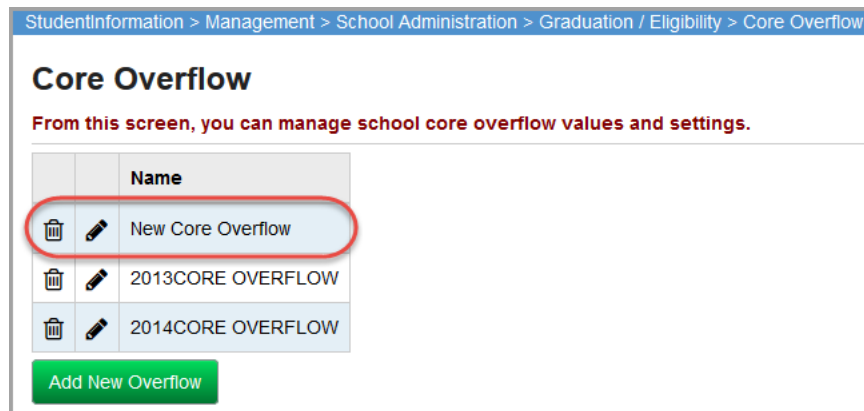 StudentInformation > Management > School Administration > Graduation / Eligibility > Core Overflow
Core Overflow
From this screen, you can manage school core overflow values and settings.
Name
New Core Overflow
2013CORE OVERFLOW
2014CORE OVERFLOW
Add New Overflow